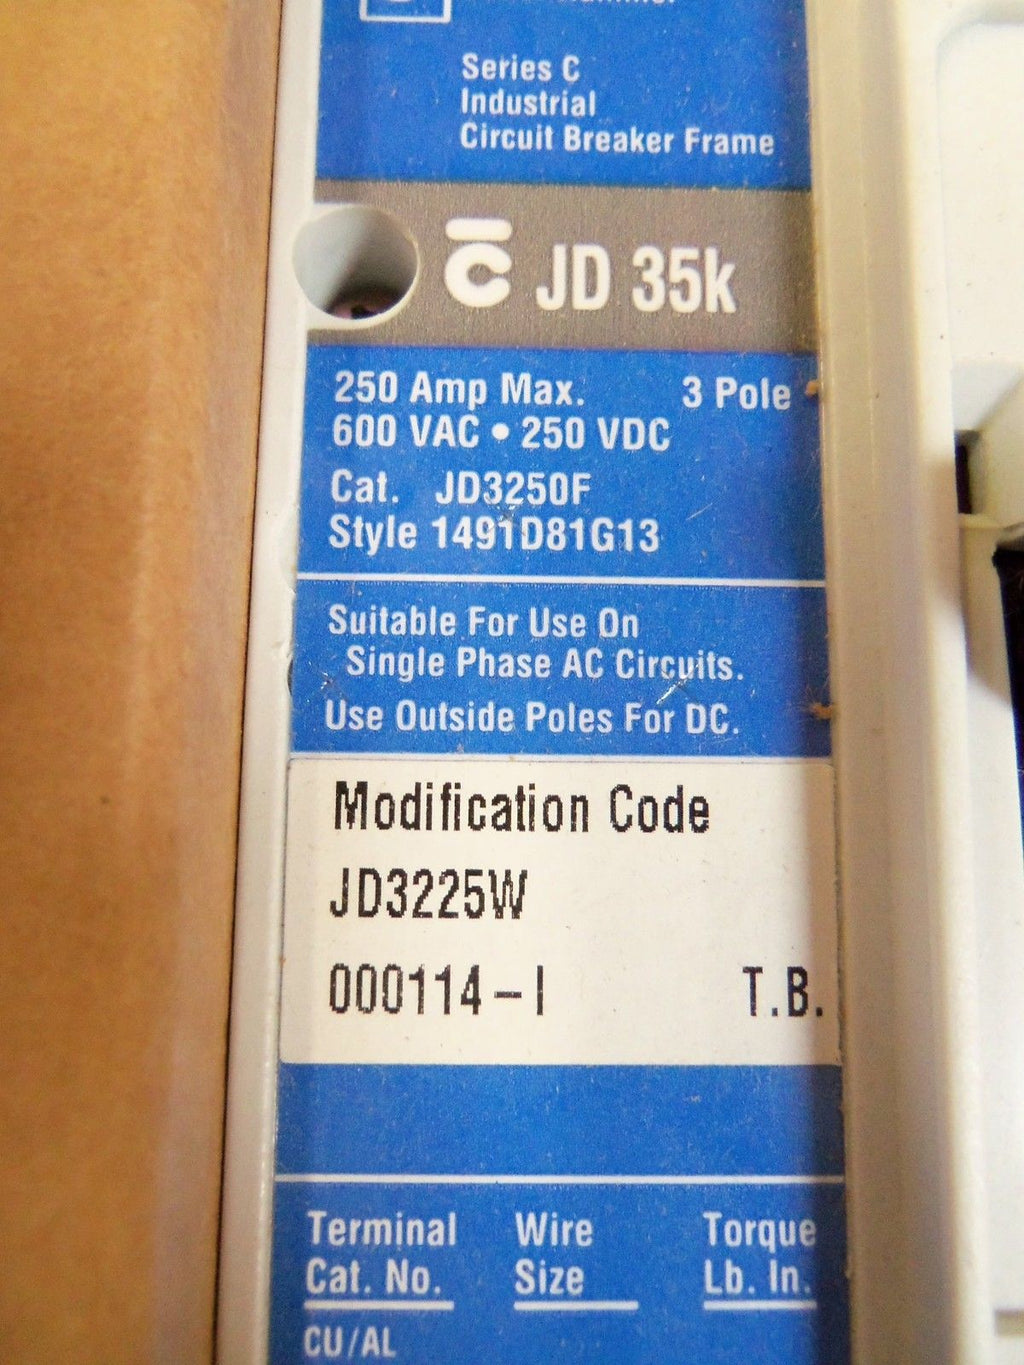 Series C
Industrial
Circuit Breaker Frame
C JD 35k
250 Amp Max. 3 Pole
600 VAC • 250 VDC
Cat. JD3250F
Style 1491D81G13
Suitable For Use On
Single Phase AC Circuits.
Use Outside Poles For DC.
Modification Code
JD3225W
000114-I T.B.
Terminal Wire Torque
Cat. No. Size Lb. In.
CU/AL